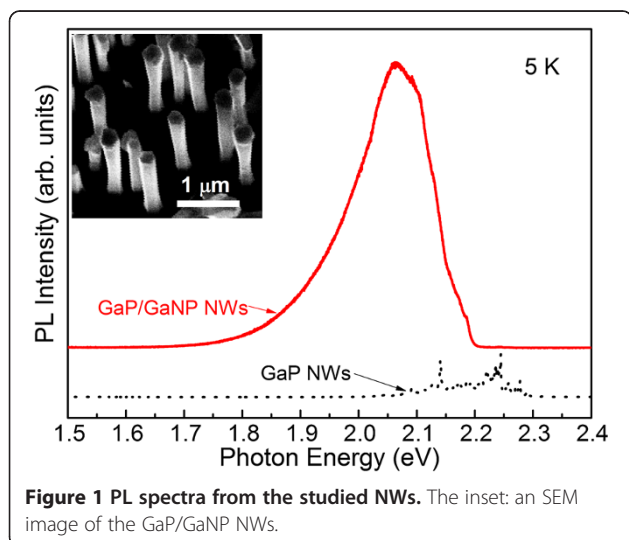 5 K
1 μm
PL Intensity (arb. units)
GaP/GaNP NWs
GaP NWs
1.5 1.6 1.7 1.8 1.9 2.0 2.1 2.2 2.3 2.4
Photon Energy (eV)
Figure 1 PL spectra from the studied NWs. The inset: an SEM
image of the GaP/GaNP NWs.